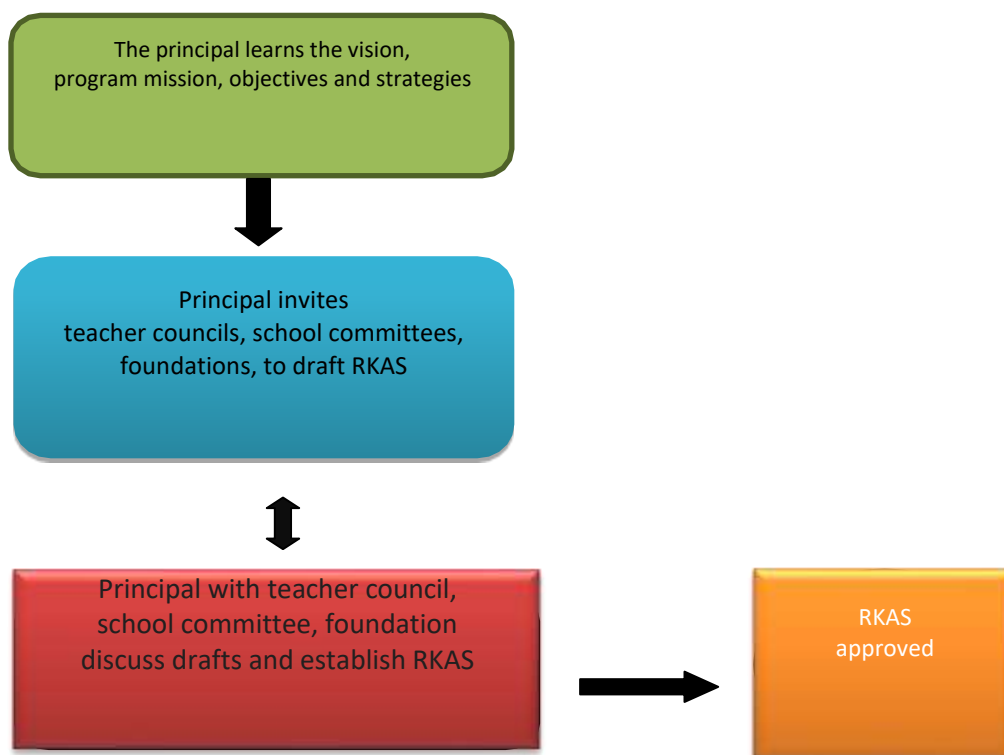 The principal learns the vision,
program mission, objectives and strategies
Principal invites
teacher councils, school committees,
foundations, to draft RKAS
Principal with teacher council,
school committee, foundation
discuss drafts and establish RKAS
RKAS
approved